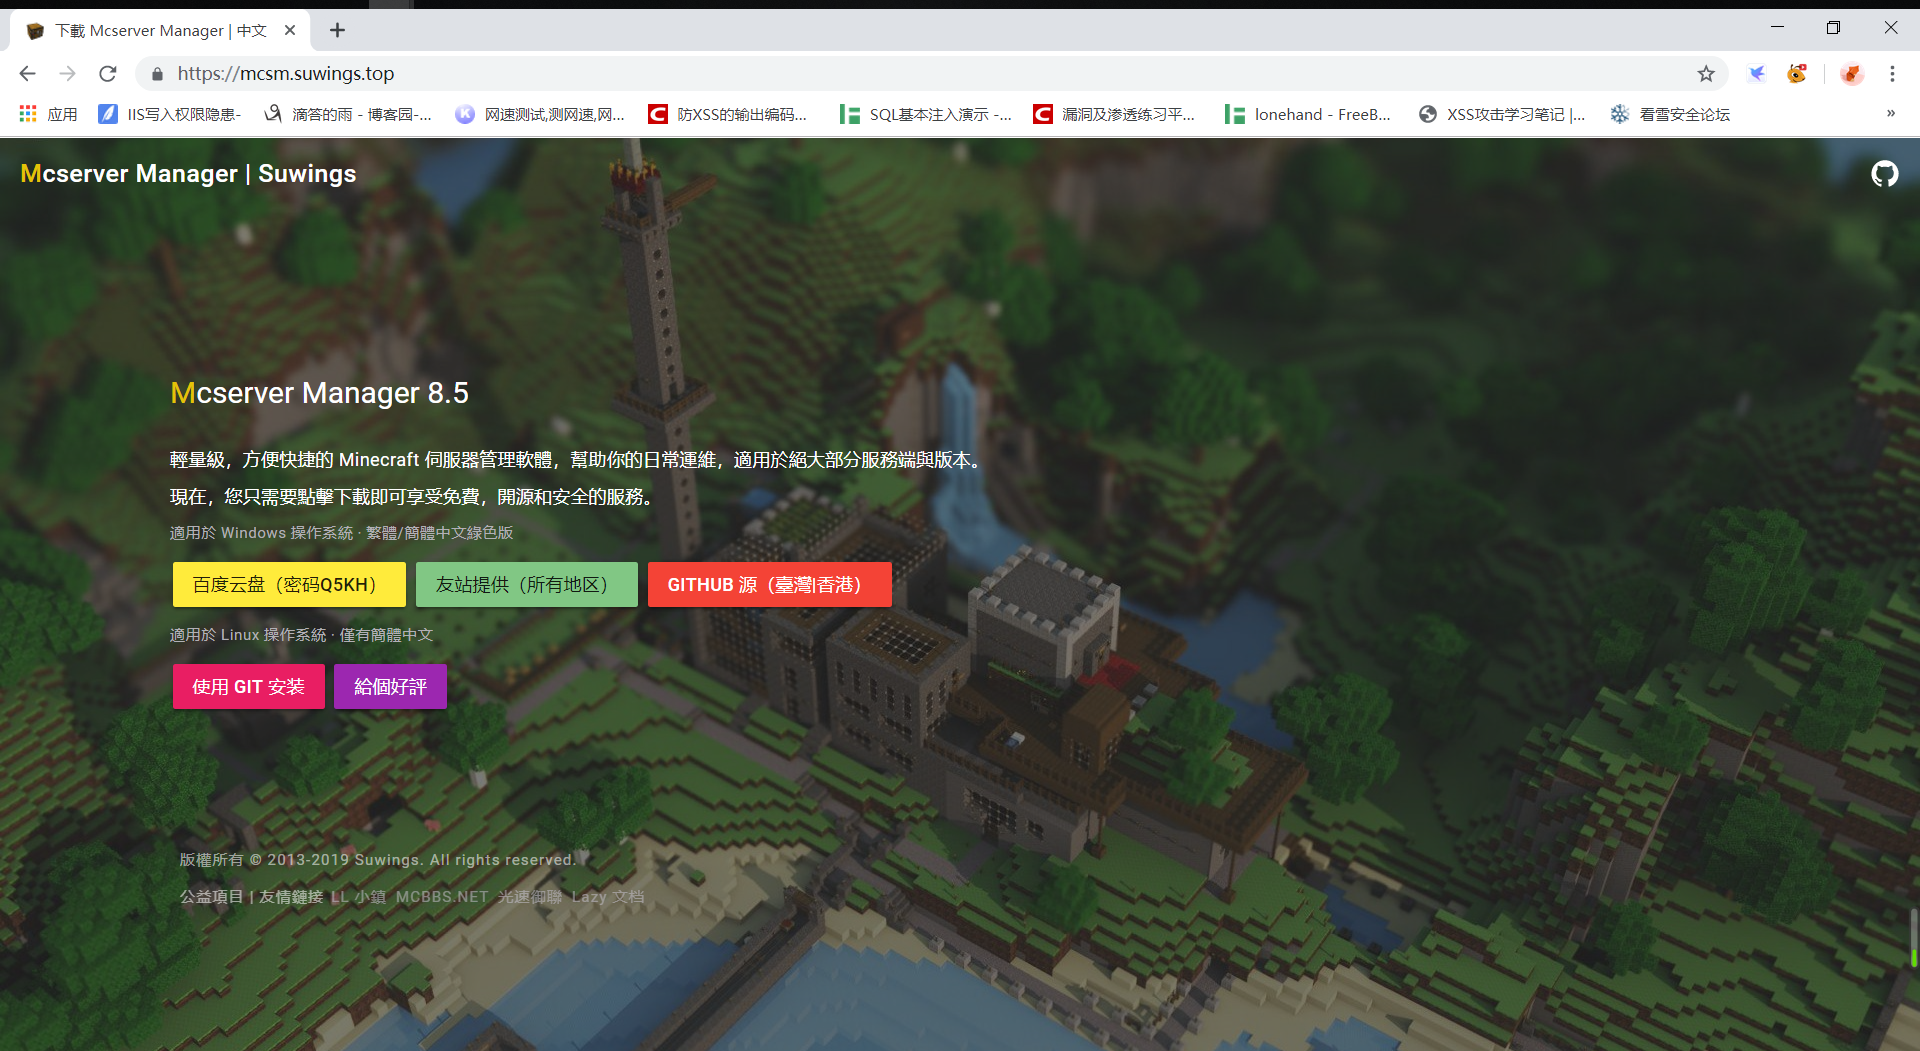 下載 Mcserver Manager | 中文
https://mcsm.suwings.top
应用 IIS写入权限隐患- 滴答的雨 - 博客园-... 网速测试,测网速,网... 防XSS的输出编码... SQL基本注入演示 -... 漏洞及渗透练习平... lonehand - FreeB... XSS攻击学习笔记 |... 看雪安全论坛 »
Mcserver Manager | Suwings
Mcserver Manager 8.5
輕量級，方便快捷的 Minecraft 伺服器管理軟體，幫助你的日常運維，適用於絕大部分服務端與版本。
現在，您只需要點擊下載即可享受免費，開源和安全的服務。
適用於 Windows 操作系統 · 繁體/簡體中文綠色版
百度云盘（密码Q5KH） 友站提供（所有地区） GITHUB 源（臺灣|香港）
適用於 Linux 操作系統 · 僅有簡體中文
使用 GIT 安装 給個好評
版權所有 © 2013-2019 Suwings. All rights reserved.
公益項目 | 友情鏈接 LL 小鎮 MCBBS.NET 光速御聯 Lazy 文档